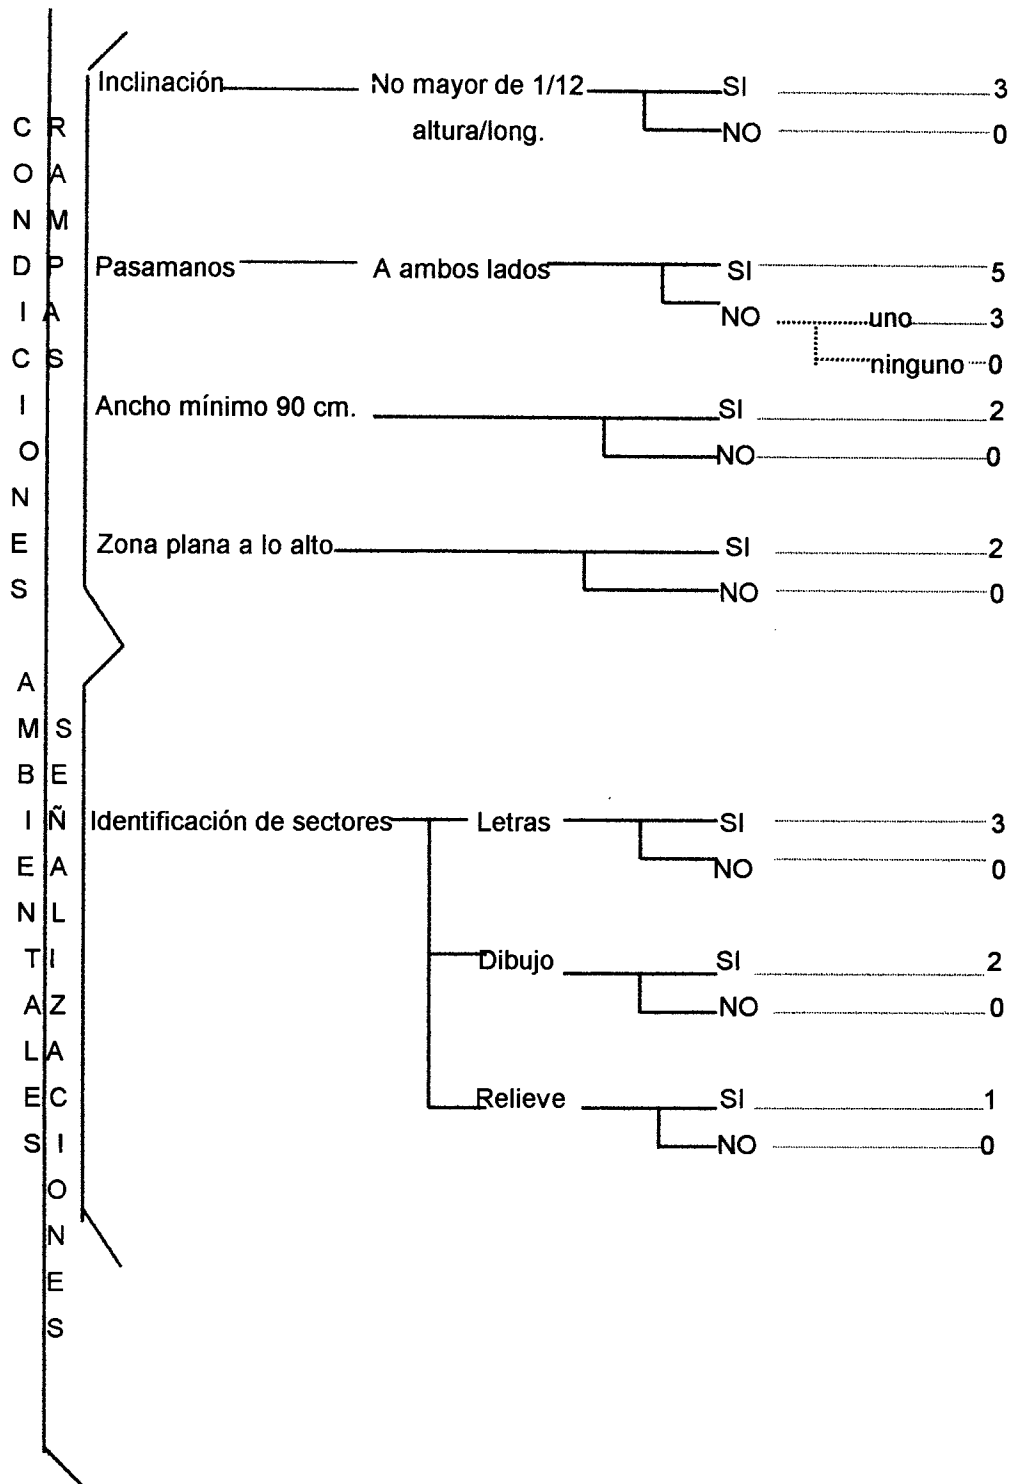 CONDICIONES AMBIENTALES
RAMPAS
Inclinación No mayor de 1/12 SI 3
altura/long. NO 0
Pasamanos A ambos lados SI 5
NO uno 3
ninguno 0
Ancho mínimo 90 cm. SI 2
NO 0
Zona plana a lo alto SI 2
NO 0
SEÑALIZACIONES
Identificación de sectores Letras SI 3
NO 0
Dibujo SI 2
NO 0
Relieve SI 1
NO 0